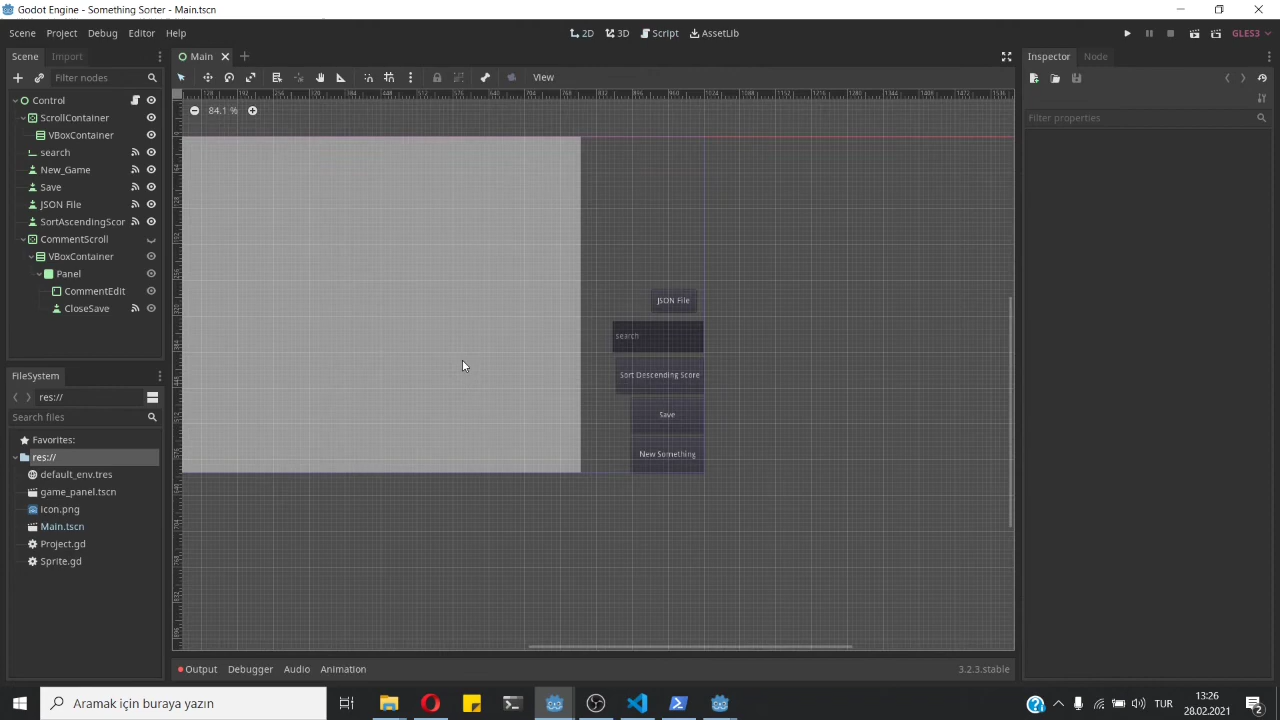 Godot Engine - Something Sorter - Main.tscn
Scene Project Debug Editor Help
2D 3D Script AssetLib
GLES3
Scene Import
Main
Inspector Node
Filter nodes
View
Control
ScrollContainer
VBoxContainer
search
New_Game
Save
JSON File
SortAscendingScor
CommentScroll
VBoxContainer
Panel
CommentEdit
CloseSave
84.1 %
Filter properties
JSON File
search
Sort Descending Score
Save
New Something
FileSystem
res://
Search files
Favorites:
res://
default_env.tres
game_panel.tscn
icon.png
Main.tscn
Project.gd
Sprite.gd
Output Debugger Audio Animation
3.2.3.stable
Aramak için buraya yazın
TUR
13:26
28.02.2021
2